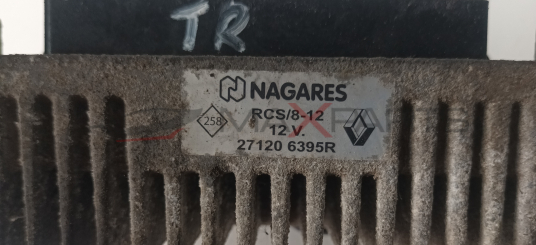 TR
NAGARES
RCS/8-12
258
12 V.
27120 6395R